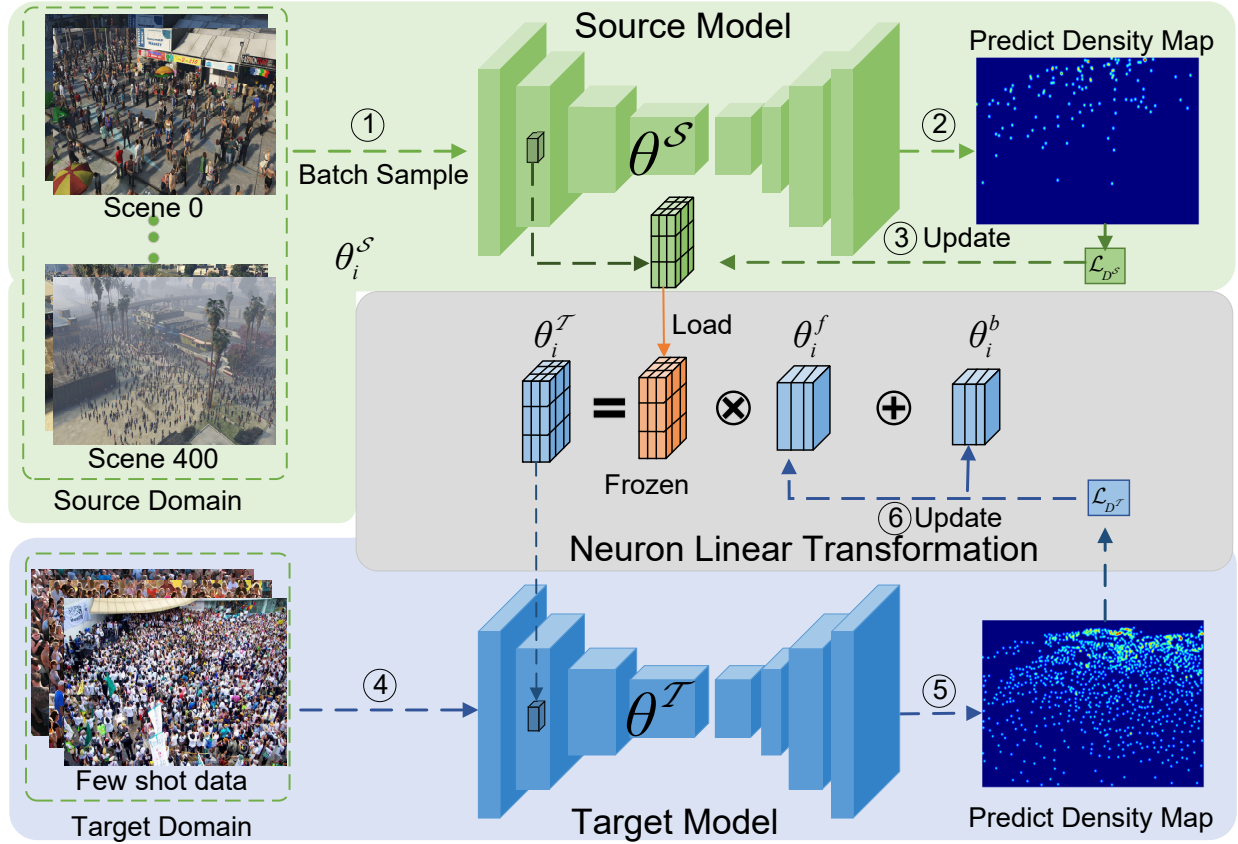 Source Model
Predict Density Map
①
Batch Sample
②
θ^S
Scene 0
③ Update
θ_i^S
ℒ_{D^S}
Load
θ_i^T
θ_i^f
θ_i^b
=
⊗
⊕
Scene 400
Frozen
Source Domain
ℒ_{D^T}
⑥ Update
Neuron Linear Transformation
④
⑤
θ^T
Few shot data
Target Domain
Target Model
Predict Density Map